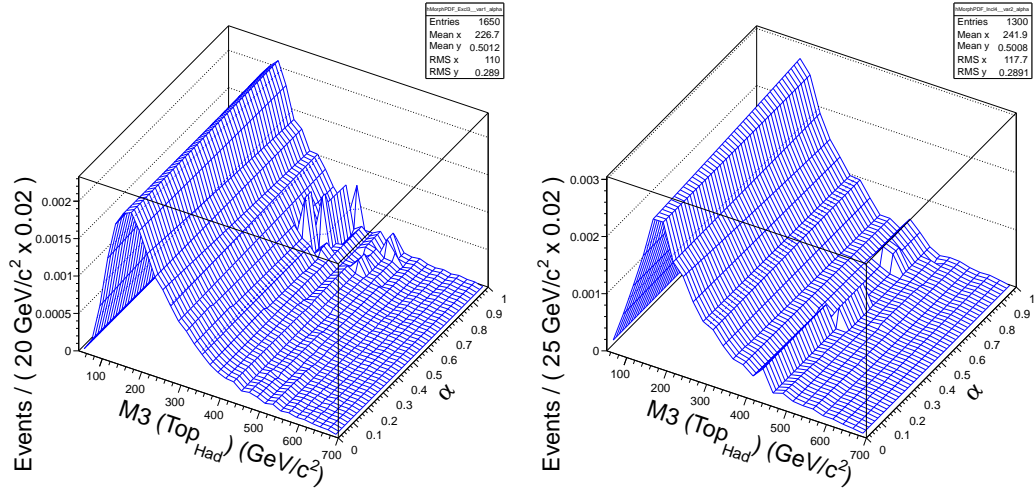 hMorphPDF_Excl3__var1_alpha
Entries 1650
Mean x 226.7
Mean y 0.5012
RMS x 110
RMS y 0.289
Events / ( 20 GeV/c² x 0.02 )
0.002
0.0015
0.001
0.0005
0
100
200
300
400
500
600
700
M3 (Top_Had) (GeV/c²)
0
0.1
0.2
0.3
0.4
0.5
0.6
0.7
0.8
0.9
1
α
hMorphPDF_Incl4__var2_alpha
Entries 1300
Mean x 241.9
Mean y 0.5008
RMS x 117.7
RMS y 0.2891
Events / ( 25 GeV/c² x 0.02 )
0.003
0.002
0.001
0
100
200
300
400
500
600
700
M3 (Top_Had) (GeV/c²)
0
0.1
0.2
0.3
0.4
0.5
0.6
0.7
0.8
0.9
1
α